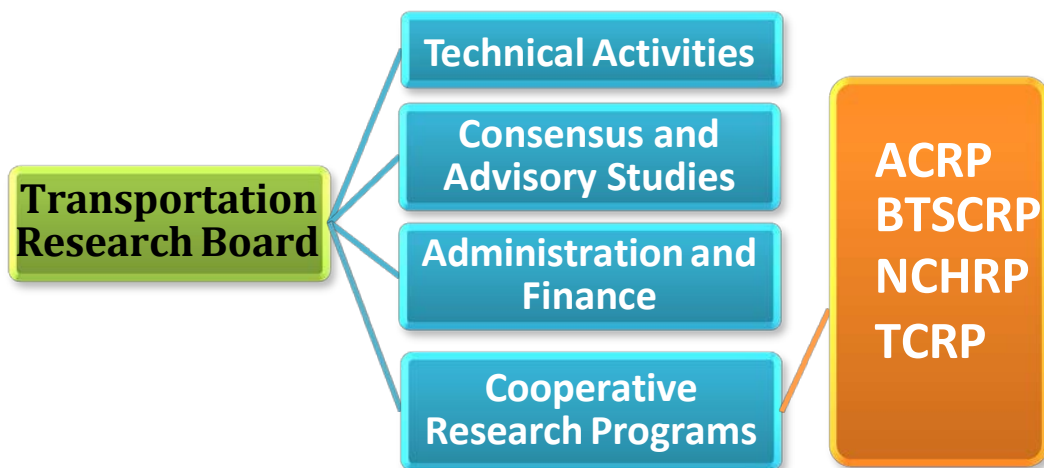 Transportation
Research Board
Technical Activities
Consensus and
Advisory Studies
Administration and
Finance
Cooperative
Research Programs
ACRP
BTSCRP
NCHRP
TCRP